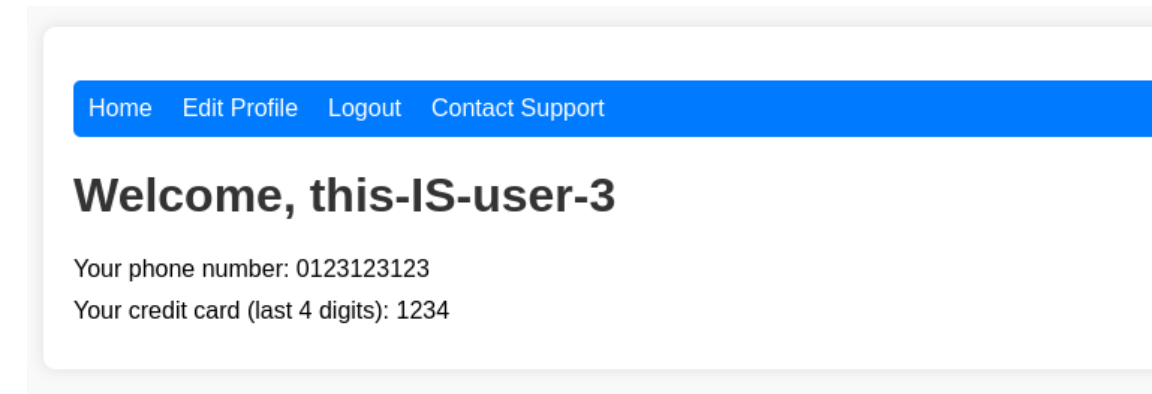 Home Edit Profile Logout Contact Support
Welcome, this-IS-user-3
Your phone number: 0123123123
Your credit card (last 4 digits): 1234